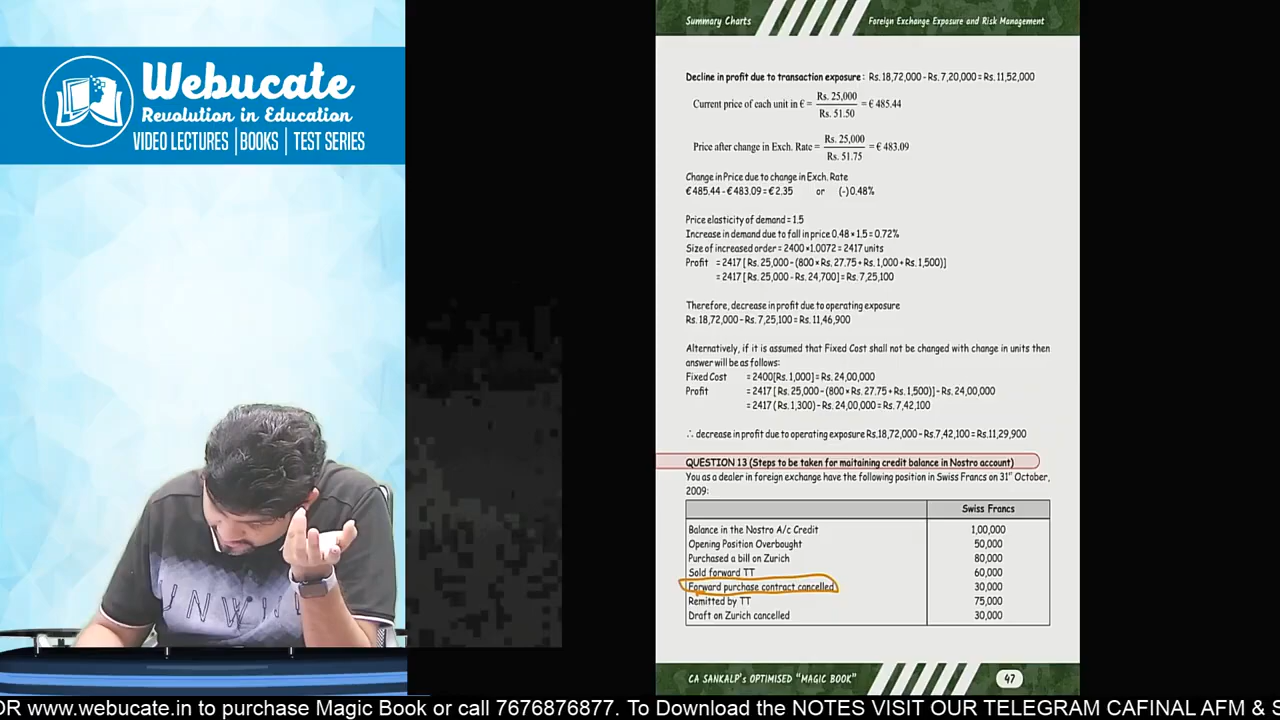 Webucate
Revolution in Education
VIDEO LECTURES | BOOKS | TEST SERIES
Summary Charts
Foreign Exchange Exposure and Risk Management
Decline in profit due to transaction exposure : Rs. 18,72,000 - Rs. 7,20,000 = Rs. 11,52,000
Current price of each unit in € = Rs. 25,000 / Rs. 51.50 = € 485.44
Price after change in Exch. Rate = Rs. 25,000 / Rs. 51.75 = € 483.09
Change in Price due to change in Exch. Rate
€ 485.44 - € 483.09 = € 2.35 or (-) 0.48%
Price elasticity of demand = 1.5
Increase in demand due to fall in price 0.48 × 1.5 = 0.72%
Size of increased order = 2400 ×1.0072 = 2417 units
Profit = 2417 [ Rs. 25,000 - (800 × Rs. 27.75 + Rs. 1,000 + Rs. 1,500)]
= 2417 [ Rs. 25,000 - Rs. 24,700] = Rs. 7,25,100
Therefore, decrease in profit due to operating exposure
Rs. 18,72,000 – Rs. 7,25,100 = Rs. 11,46,900
Alternatively, if it is assumed that Fixed Cost shall not be changed with change in units then
answer will be as follows:
Fixed Cost = 2400[Rs. 1,000] = Rs. 24,00,000
Profit = 2417 [ Rs. 25,000 – (800 × Rs. 27.75 + Rs. 1,500)] – Rs. 24,00,000
= 2417 ( Rs. 1,300) – Rs. 24,00,000 = Rs. 7,42,100
∴ decrease in profit due to operating exposure Rs.18,72,000 – Rs.7,42,100 = Rs.11,29,900
QUESTION 13 (Steps to be taken for maitaining credit balance in Nostro account)
You as a dealer in foreign exchange have the following position in Swiss Francs on 31st October,
2009:
Swiss Francs
Balance in the Nostro A/c Credit 1,00,000
Opening Position Overbought 50,000
Purchased a bill on Zurich 80,000
Sold forward TT 60,000
Forward purchase contract cancelled 30,000
Remitted by TT 75,000
Draft on Zurich cancelled 30,000
CA SANKALP's OPTIMISED "MAGIC BOOK"
47
OR www.webucate.in to purchase Magic Book or call 7676876877. To Download the NOTES VISIT OUR TELEGRAM CAFINAL AFM & S